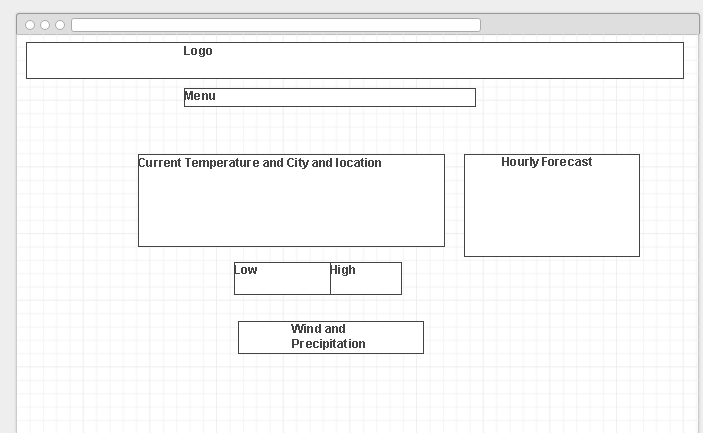 Logo
Menu
Current Temperature and City and location
Hourly Forecast
Low
High
Wind and
Precipitation